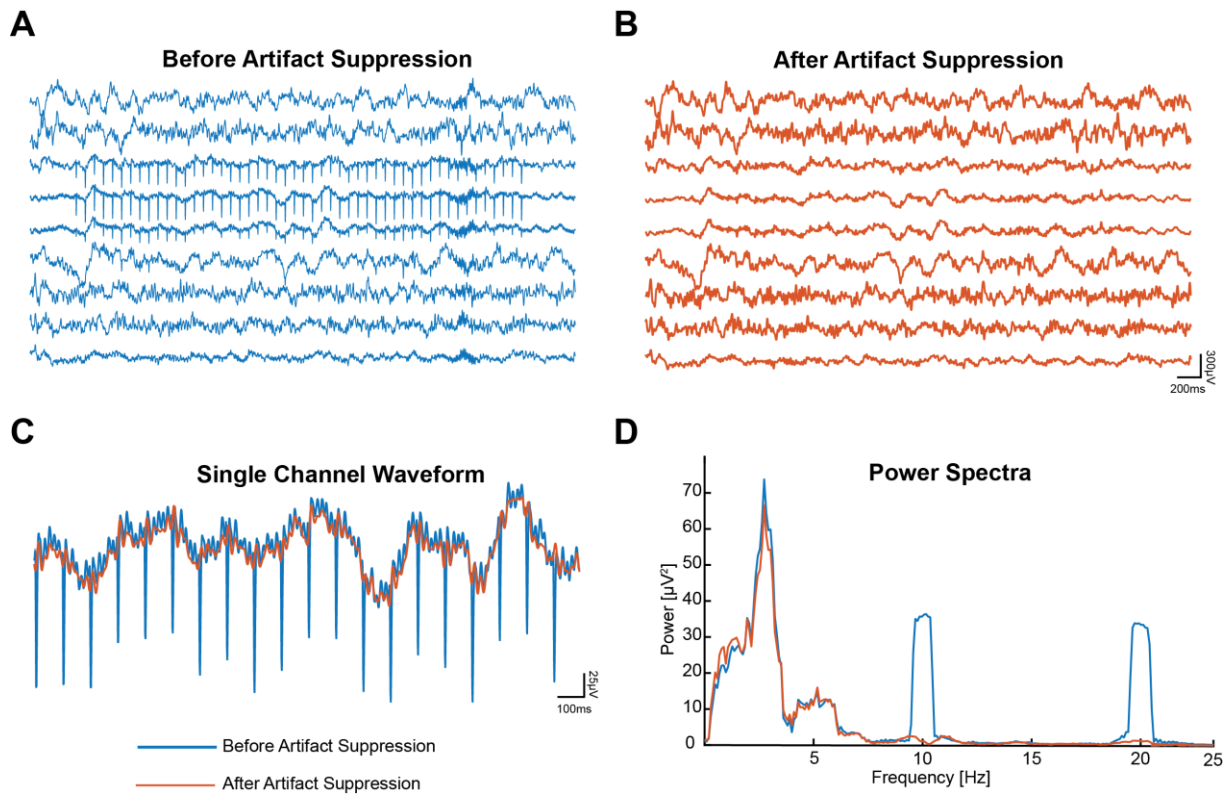 A
Before Artifact Suppression
B
After Artifact Suppression
300µV
200ms
C
Single Channel Waveform
25µV
100ms
Before Artifact Suppression
After Artifact Suppression
D
Power Spectra
Power [µV²]
70
60
50
40
30
20
10
0
5
10
15
20
25
Frequency [Hz]